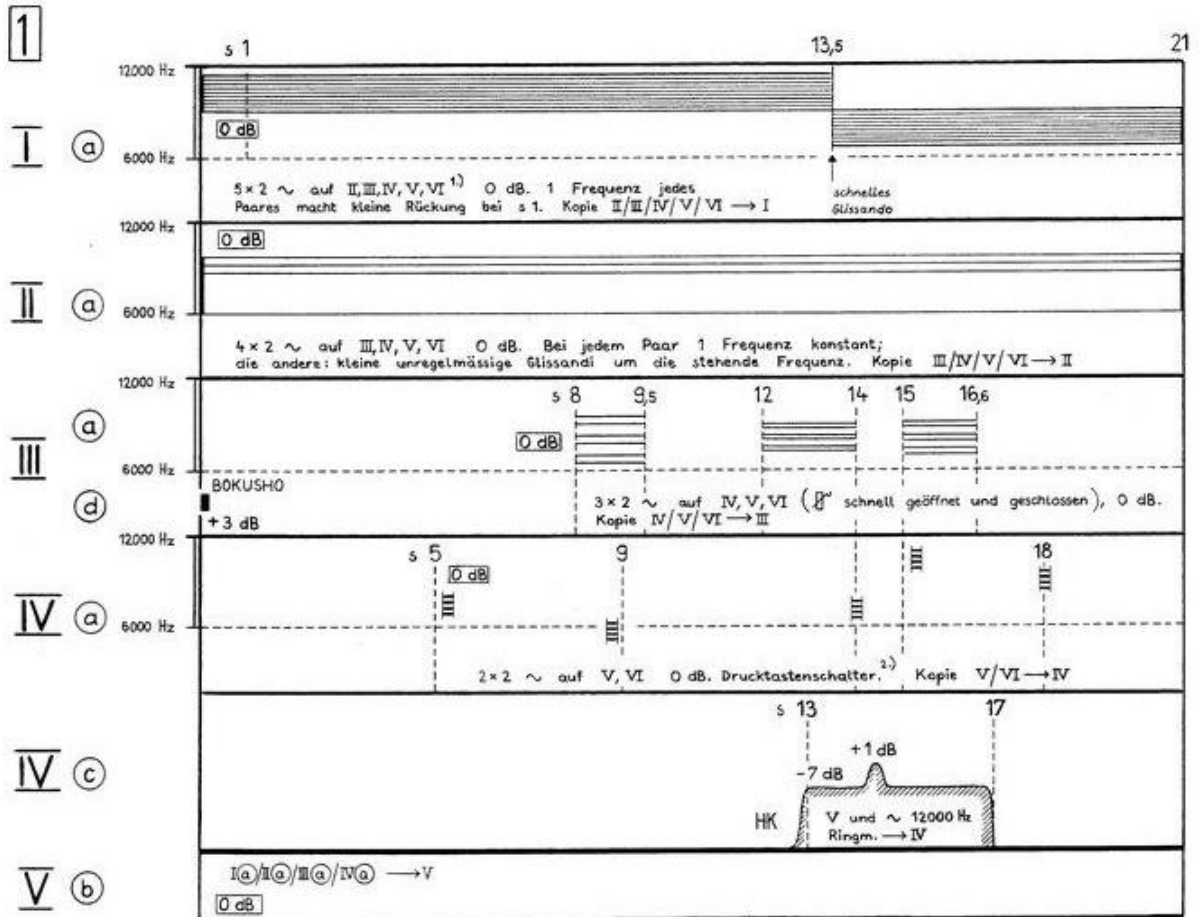 1
s 1 13,5 21
12000 Hz
0 dB
I a
6000 Hz
5 × 2 ~ auf II, III, IV, V, VI 1.) 0 dB. 1 Frequenz jedes
Paares macht kleine Rückung bei s 1. Kopie II/III/IV/V/VI → I
schnelles
Glissando
12000 Hz
0 dB
II a
6000 Hz
4 × 2 ~ auf III, IV, V, VI 0 dB. Bei jedem Paar 1 Frequenz konstant;
die andere: kleine unregelmässige Glissandi um die stehende Frequenz. Kopie III/IV/V/VI → II
12000 Hz
s 8 9,5 12 14 15 16,6
a
0 dB
III
6000 Hz
BOKUSHO
d
+3 dB
3 × 2 ~ auf IV, V, VI ( schnell geöffnet und geschlossen), 0 dB.
Kopie IV/V/VI → III
12000 Hz
s 5 9 18
0 dB
IV a
6000 Hz
2 × 2 ~ auf V, VI 0 dB. Drucktastenschalter. 2.) Kopie V/VI → IV
s 13 17
+1 dB
-7 dB
IV c
HK
V und ~ 12000 Hz
Ringm. → IV
I a/II a/III a/IV a → V
V b
0 dB